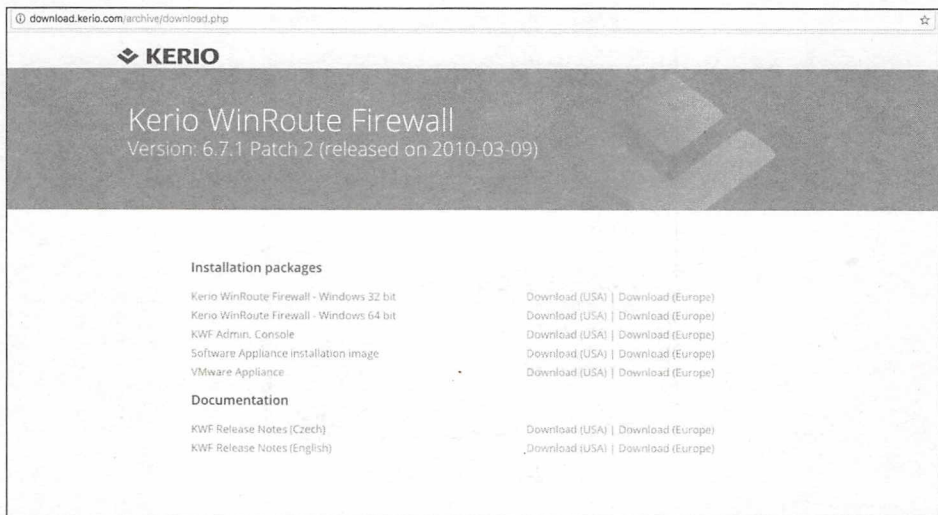 download.kerio.com/archive/download.php
KERIO
Kerio WinRoute Firewall
Version: 6.7.1 Patch 2 (released on 2010-03-09)
Installation packages
Kerio WinRoute Firewall - Windows 32 bit Download (USA) | Download (Europe)
Kerio WinRoute Firewall - Windows 64 bit Download (USA) | Download (Europe)
KWF Admin. Console Download (USA) | Download (Europe)
Software Appliance installation image Download (USA) | Download (Europe)
VMware Appliance Download (USA) | Download (Europe)
Documentation
KWF Release Notes (Czech) Download (USA) | Download (Europe)
KWF Release Notes (English) Download (USA) | Download (Europe)